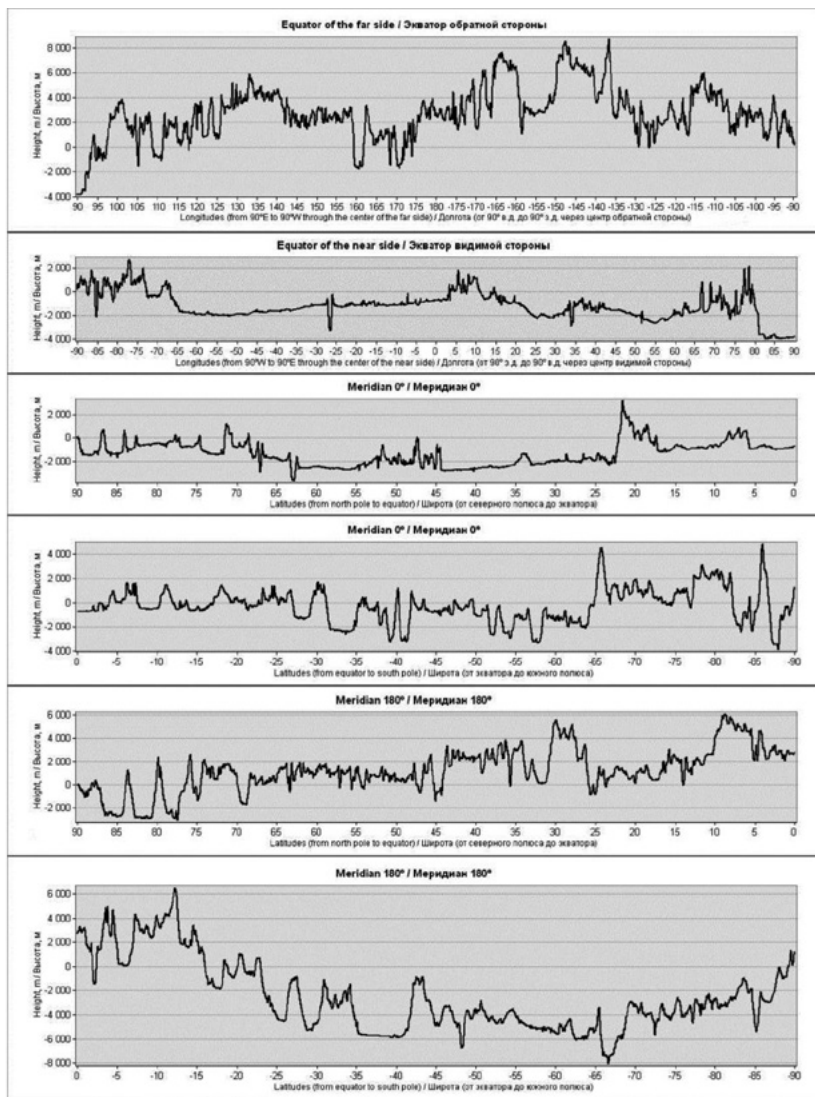 Equator of the far side / Экватор обратной стороны
Height, m / Высота, м
8 000
6 000
4 000
2 000
0
-2 000
-4 000
90 95 100 105 110 115 120 125 130 135 140 145 150 155 160 165 170 175 180 -175 -170 -165 -160 -155 -150 -145 -140 -135 -130 -125 -120 -115 -110 -105 -100 -95 -90
Longitudes (from 90°E to 90°W through the center of the far side) / Долгота (от 90° в.д. до 90° з.д. через центр обратной стороны)
Equator of the near side / Экватор видимой стороны
Height, m / Высота, м
2 000
0
-2 000
-4 000
-90 -85 -80 -75 -70 -65 -60 -55 -50 -45 -40 -35 -30 -25 -20 -15 -10 -5 0 5 10 15 20 25 30 35 40 45 50 55 60 65 70 75 80 85 90
Longitudes (from 90°W to 90°E through the center of the near side) / Долгота (от 90° з.д. до 90° в.д. через центр видимой стороны)
Meridian 0° / Меридиан 0°
Height, m / Высота, м
2 000
0
-2 000
90 85 80 75 70 65 60 55 50 45 40 35 30 25 20 15 10 5 0
Latitudes (from north pole to equator) / Широта (от северного полюса до экватора)
Meridian 0° / Меридиан 0°
Height, m / Высота, м
4 000
2 000
0
-2 000
-4 000
0 -5 -10 -15 -20 -25 -30 -35 -40 -45 -50 -55 -60 -65 -70 -75 -80 -85 -90
Latitudes (from equator to south pole) / Широта (от экватора до южного полюса)
Meridian 180° / Меридиан 180°
Height, m / Высота, м
6 000
4 000
2 000
0
-2 000
90 85 80 75 70 65 60 55 50 45 40 35 30 25 20 15 10 5 0
Latitudes (from north pole to equator) / Широта (от северного полюса до экватора)
Meridian 180° / Меридиан 180°
Height, m / Высота, м
6 000
4 000
2 000
0
-2 000
-4 000
-6 000
-8 000
0 -5 -10 -15 -20 -25 -30 -35 -40 -45 -50 -55 -60 -65 -70 -75 -80 -85 -90
Latitudes (from equator to south pole) / Широта (от экватора до южного полюса)